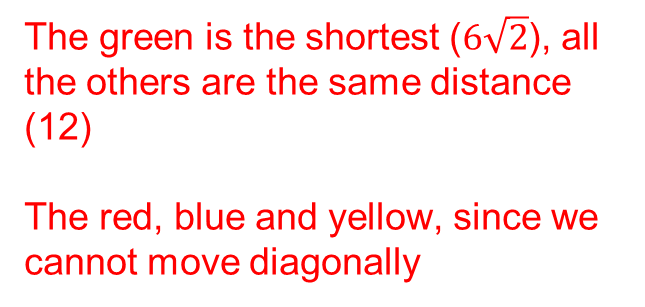 The green is the shortest (6√2), all
the others are the same distance
(12)
The red, blue and yellow, since we
cannot move diagonally